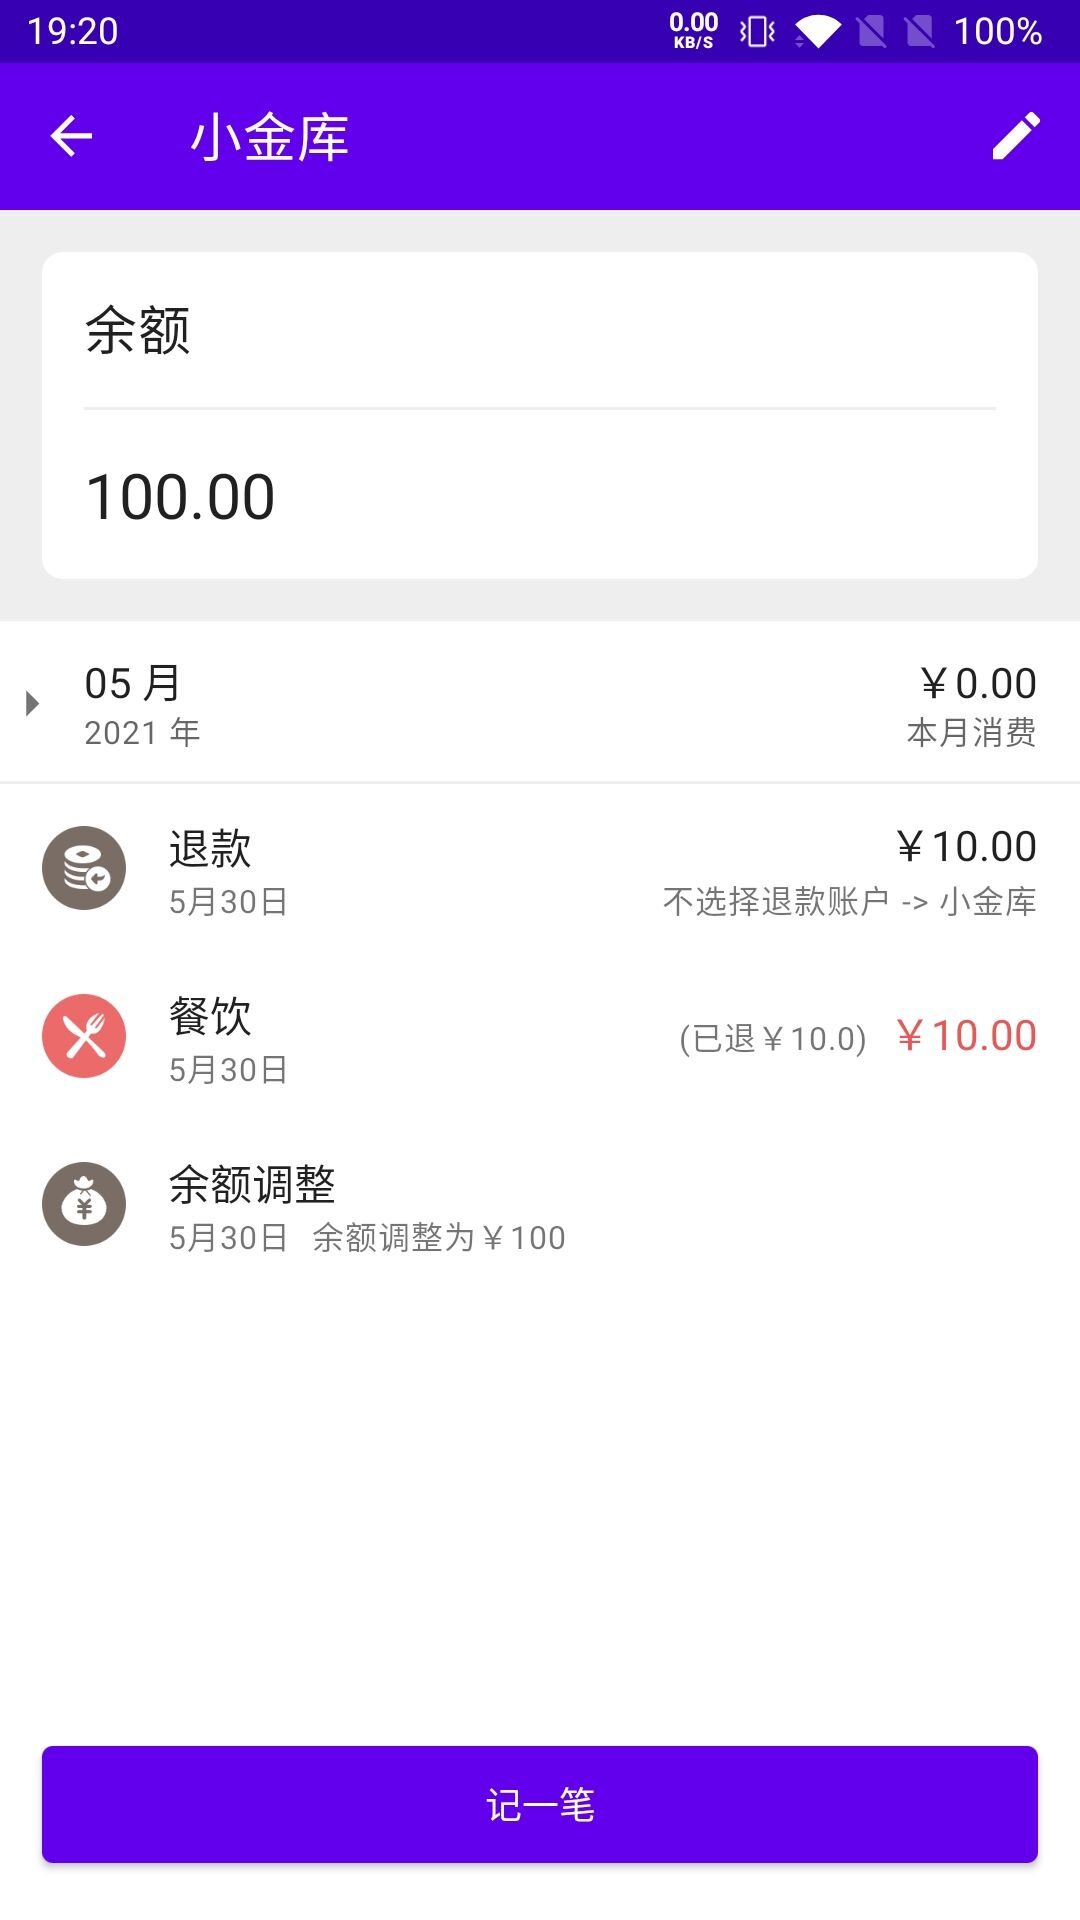 19:20 0.00 KB/S 100%
小金库
余额
100.00
05 月 ￥0.00
2021 年 本月消费
退款 ￥10.00
5月30日 不选择退款账户 -> 小金库
餐饮 (已退￥10.0) ￥10.00
5月30日
余额调整
5月30日 余额调整为￥100
记一笔